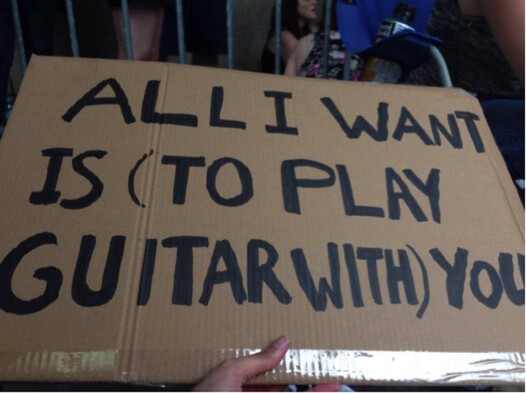 ALL I WANT
IS (TO PLAY
GUITAR WITH) YOU